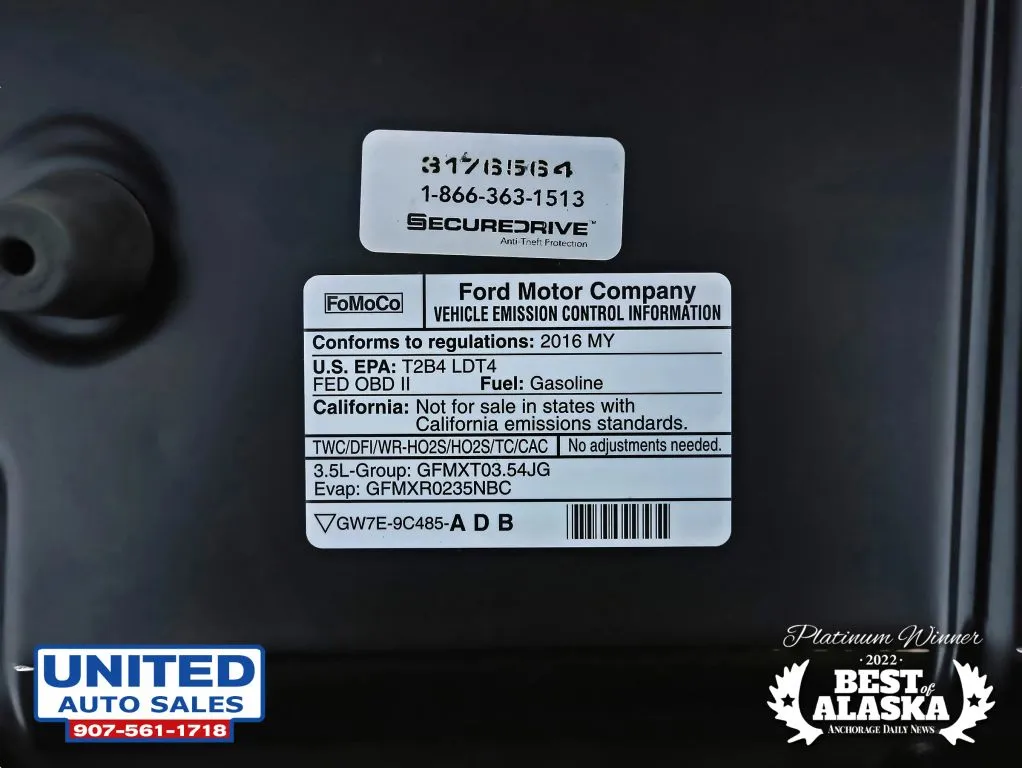 3176564
1-866-363-1513
SECUREDRIVE™
Anti-Theft Protection
FoMoCo
Ford Motor Company
VEHICLE EMISSION CONTROL INFORMATION
Conforms to regulations: 2016 MY
U.S. EPA: T2B4 LDT4
FED OBD II Fuel: Gasoline
California: Not for sale in states with
California emissions standards.
TWC/DFI/WR-HO2S/HO2S/TC/CAC No adjustments needed.
3.5L-Group: GFMXT03.54JG
Evap: GFMXR0235NBC
GW7E-9C485-A D B
UNITED
AUTO SALES
907-561-1718
Platinum Winner
·2022·
BEST of
ALASKA
ANCHORAGE DAILY NEWS